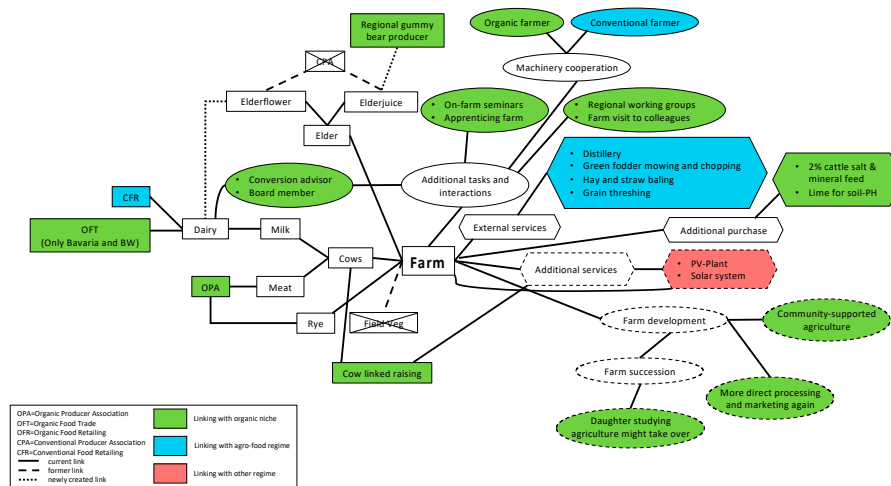 Regional gummy
bear producer
Organic farmer
Conventional farmer
CPA
Machinery cooperation
Elderflower
Elderjuice
• On-farm seminars
• Apprenticing farm
• Regional working groups
• Farm visit to colleagues
Elder
• Distillery
• Green fodder mowing and chopping
• Hay and straw baling
• Grain threshing
• 2% cattle salt &
mineral feed
• Lime for soil-PH
• Conversion advisor
• Board member
Additional tasks and
interactions
CFR
OFT
(Only Bavaria and BW)
Dairy
Milk
External services
Additional purchase
Cows
Farm
Additional services
• PV-Plant
• Solar system
OPA
Meat
Rye
Field Veg
Farm development
Community-supported
agriculture
Cow linked raising
Farm succession
More direct processing
and marketing again
Daughter studying
agriculture might take over
OPA=Organic Producer Association
OFT=Organic Food Trade
OFR=Organic Food Retailing
CPA=Conventional Producer Association
CFR=Conventional Food Retailing
current link
former link
newly created link
Linking with organic niche
Linking with agro-food regime
Linking with other regime